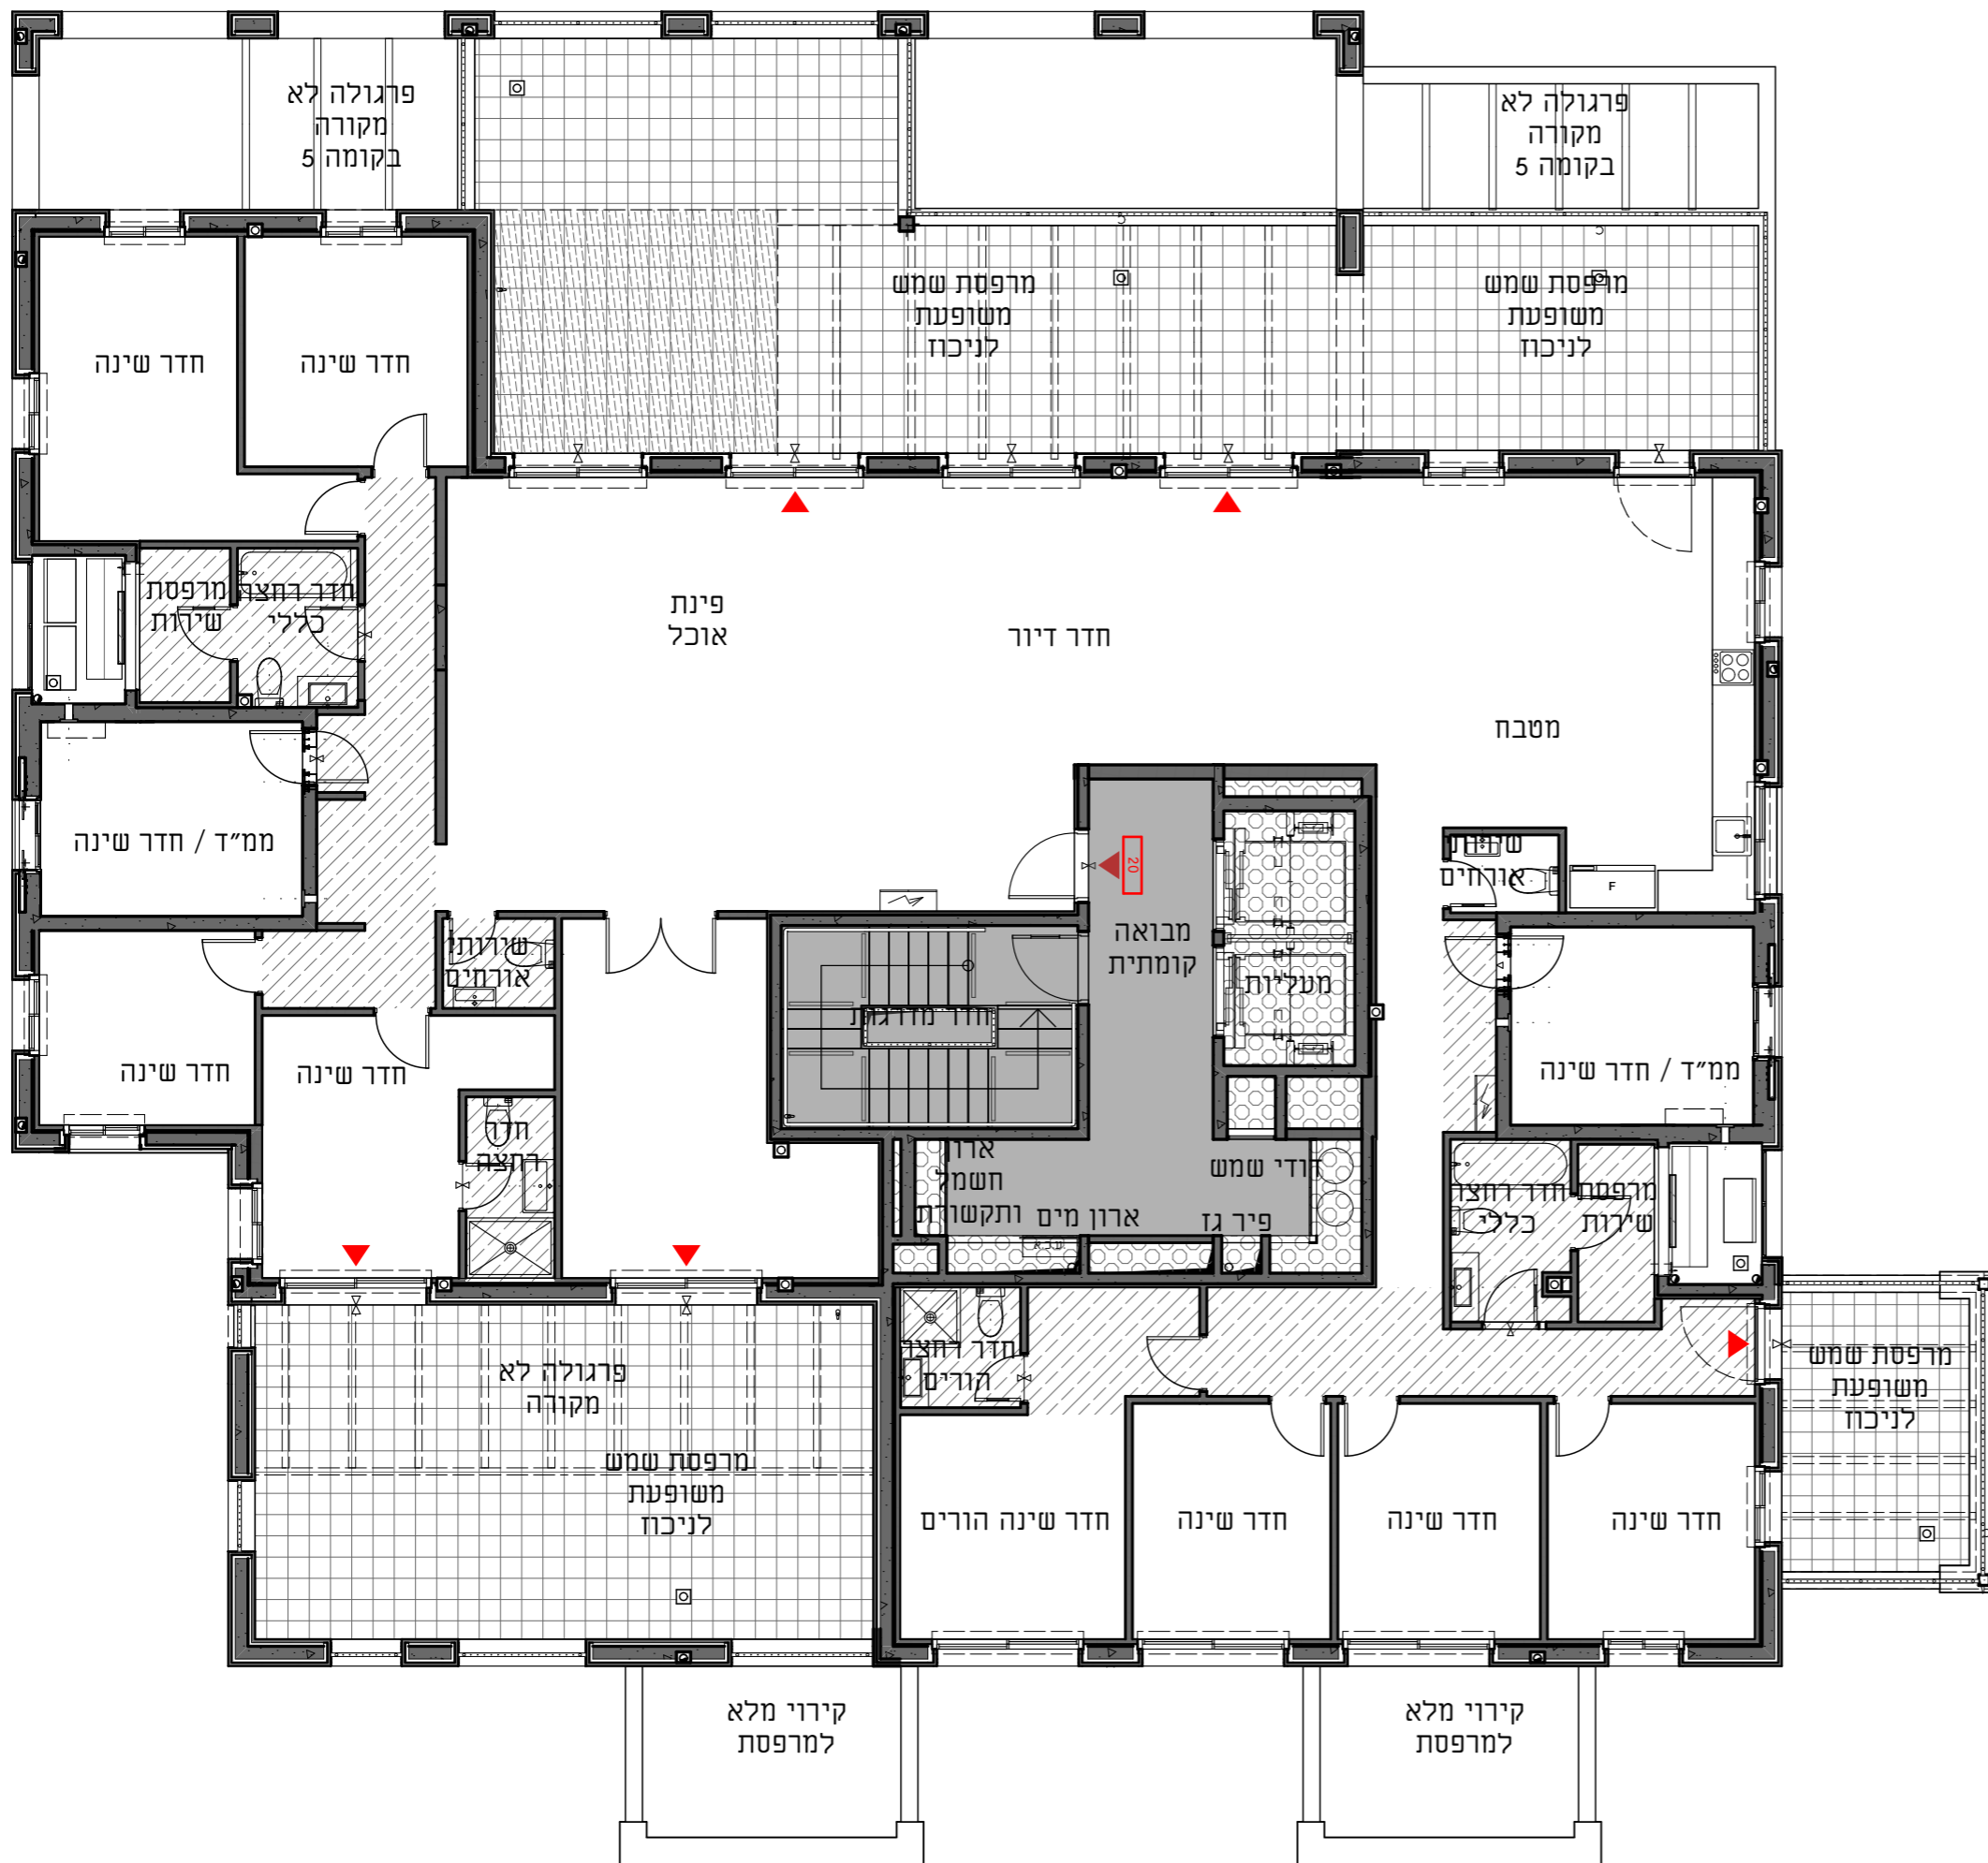 פרגולה לא
מקורה
בקומה 5
פרגולה לא
מקורה
בקומה 5
מרפסת שמש
משופעת
לניכוז
מרפסת שמש
משופעת
לניכוז
חדר שינה
חדר שינה
מרפסת
שירות
חדר רחצה
כללי
פינת
אוכל
חדר דיור
מטבח
ממ״ד / חדר שינה
שירות
אורחים
F
20
מבואה
קומתית
מעליות
שירותי
אורחים
חדר מדרגות
חדר שינה
חדר שינה
ממ״ד / חדר שינה
חדר
רחצה
ארון
חשמל
ותקשורת
דודי שמש
ארון מים
פיר גז
חדר רחצה
כללי
מרפסת
שירות
חדר רחצה
הורים
פרגולה לא
מקורה
מרפסת שמש
משופעת
לניכוז
מרפסת שמש
משופעת
לניכוז
חדר שינה הורים
חדר שינה
חדר שינה
חדר שינה
קירוי מלא
למרפסת
קירוי מלא
למרפסת